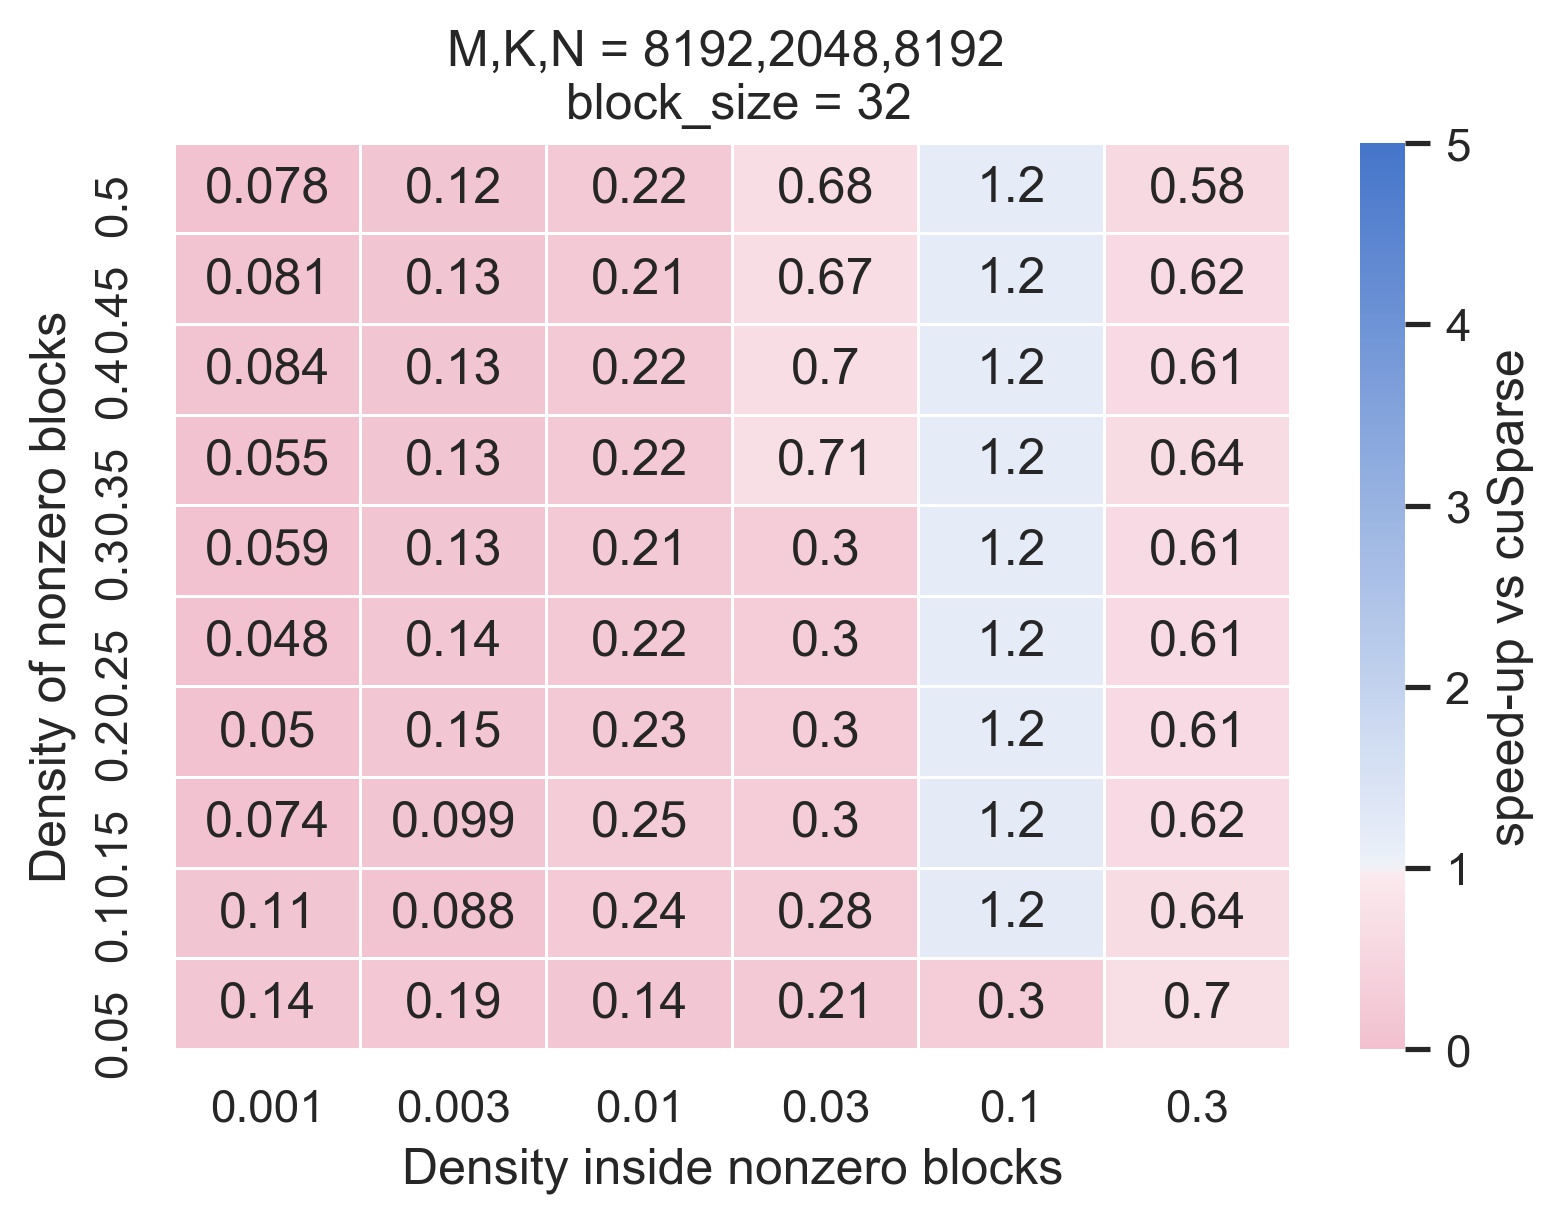 M,K,N = 8192,2048,8192
block_size = 32
Density of nonzero blocks
0.5 0.078 0.12 0.22 0.68 1.2 0.58
0.45 0.081 0.13 0.21 0.67 1.2 0.62
0.4 0.084 0.13 0.22 0.7 1.2 0.61
0.35 0.055 0.13 0.22 0.71 1.2 0.64
0.3 0.059 0.13 0.21 0.3 1.2 0.61
0.25 0.048 0.14 0.22 0.3 1.2 0.61
0.2 0.05 0.15 0.23 0.3 1.2 0.61
0.15 0.074 0.099 0.25 0.3 1.2 0.62
0.1 0.11 0.088 0.24 0.28 1.2 0.64
0.05 0.14 0.19 0.14 0.21 0.3 0.7
0.001 0.003 0.01 0.03 0.1 0.3
Density inside nonzero blocks
5
4
3
2
1
0
speed-up vs cuSparse